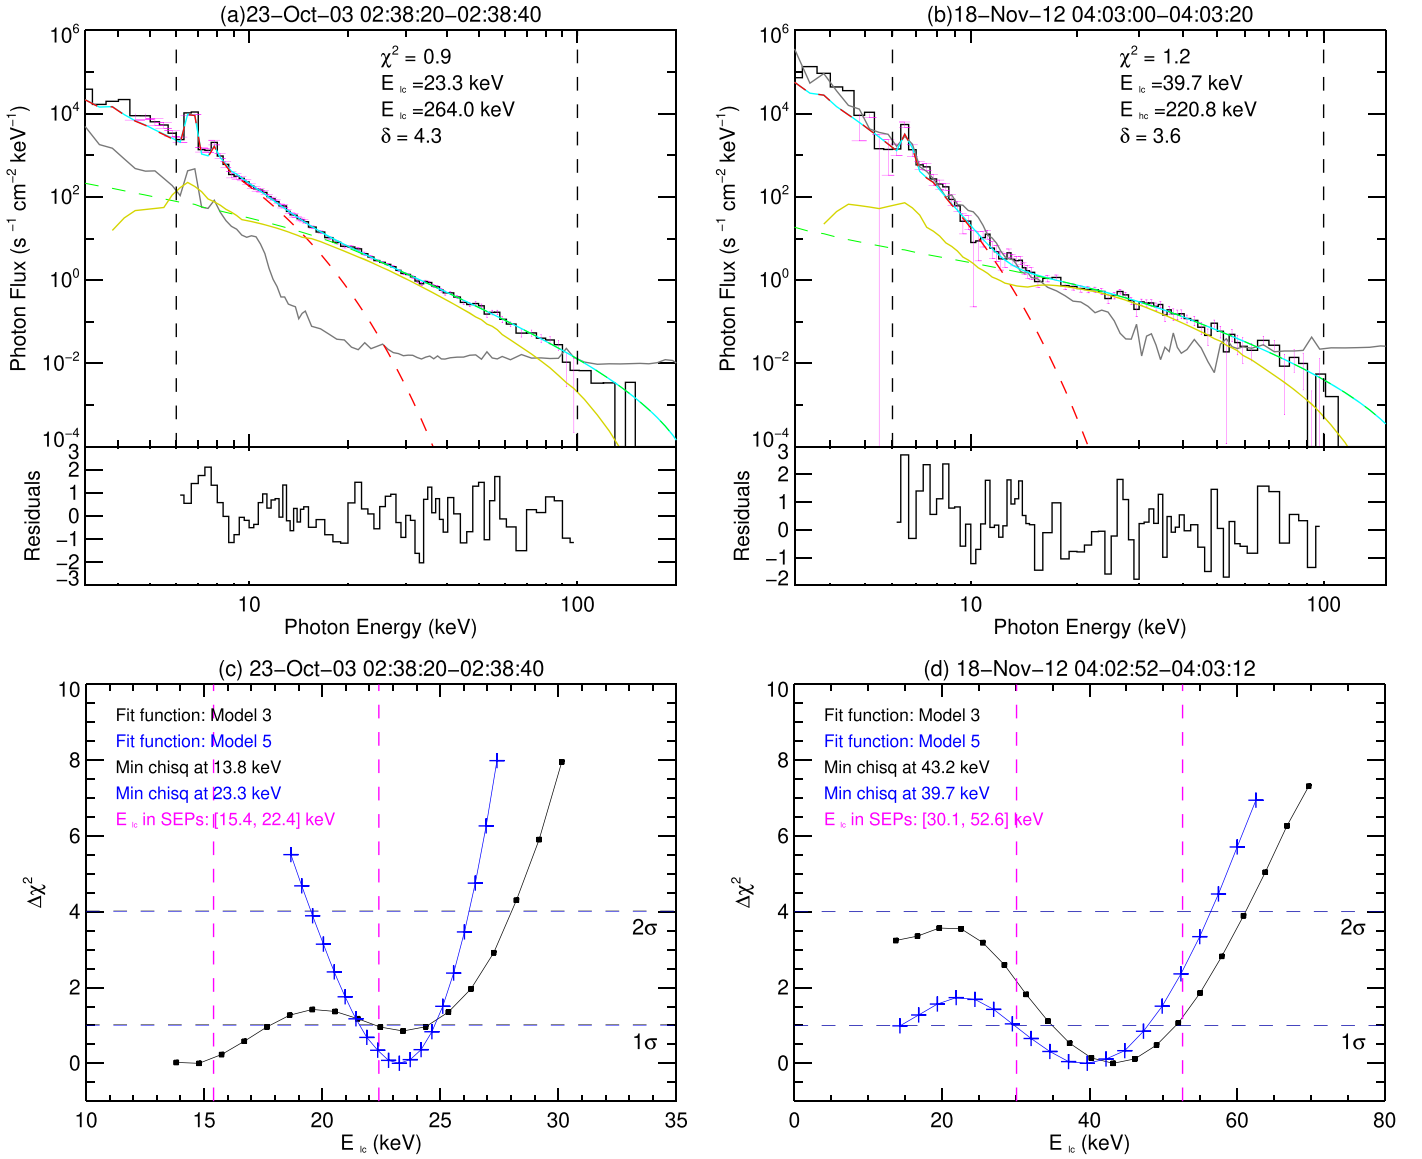 (a)23−Oct−03 02:38:20−02:38:40
10⁶
10⁴
10²
10⁰
10⁻²
10⁻⁴
Photon Flux (s⁻¹ cm⁻² keV⁻¹)
χ² = 0.9
E lc =23.3 keV
E lc =264.0 keV
δ = 4.3
3
2
1
0
−1
−2
−3
Residuals
10
100
Photon Energy (keV)
(b)18−Nov−12 04:03:00−04:03:20
10⁶
10⁴
10²
10⁰
10⁻²
10⁻⁴
Photon Flux (s⁻¹ cm⁻² keV⁻¹)
χ² = 1.2
E lc =39.7 keV
E hc =220.8 keV
δ = 3.6
3
2
1
0
−1
−2
Residuals
10
100
Photon Energy (keV)
(c) 23−Oct−03 02:38:20−02:38:40
10
8
6
4
2
0
Δχ²
Fit function: Model 3
Fit function: Model 5
Min chisq at 13.8 keV
Min chisq at 23.3 keV
E lc in SEPs: [15.4, 22.4] keV
2σ
1σ
10
15
20
25
30
35
E lc (keV)
(d) 18−Nov−12 04:02:52−04:03:12
10
8
6
4
2
0
Δχ²
Fit function: Model 3
Fit function: Model 5
Min chisq at 43.2 keV
Min chisq at 39.7 keV
E lc in SEPs: [30.1, 52.6] keV
2σ
1σ
0
20
40
60
80
E lc (keV)